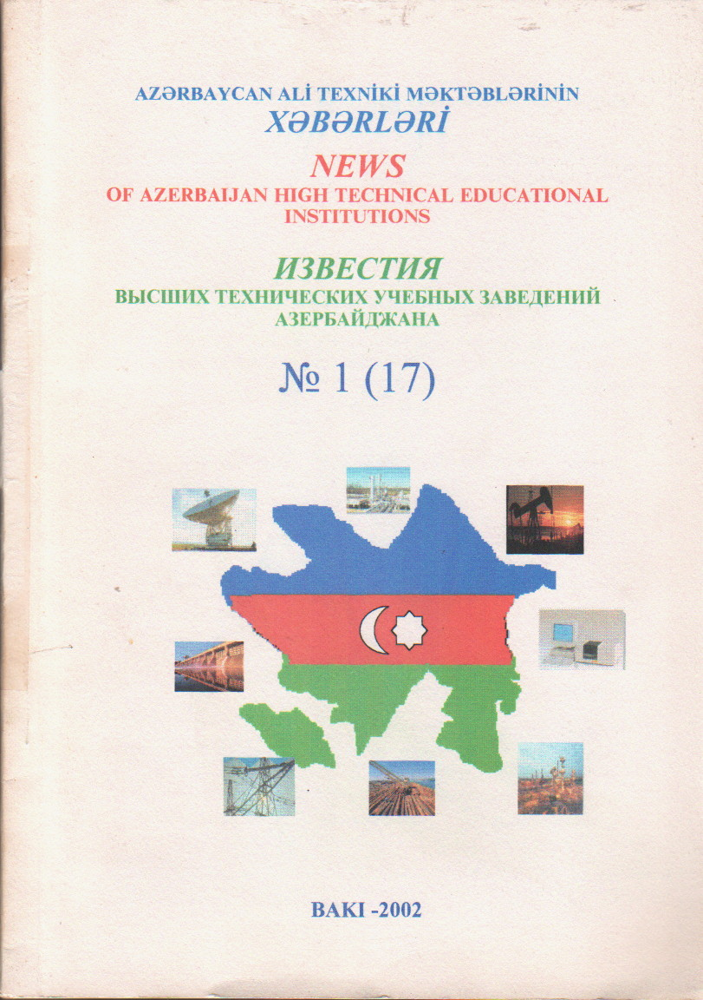 AZƏRBAYCAN ALİ TEXNİKİ MƏKTƏBLƏRİNİN
XƏBƏRLƏRİ
NEWS
OF AZERBAIJAN HIGH TECHNICAL EDUCATIONAL
INSTITUTIONS
ИЗВЕСТИЯ
ВЫСШИХ ТЕХНИЧЕСКИХ УЧЕБНЫХ ЗАВЕДЕНИЙ
АЗЕРБАЙДЖАНА
№ 1 (17)
BAKI -2002